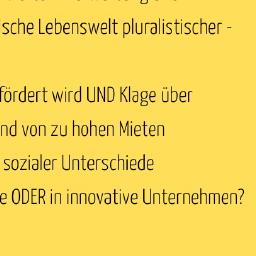 sche Lebenswelt pluralistischer -
fördert wird UND Klage über
nd von zu hohen Mieten
sozialer Unterschiede
e ODER in innovative Unternehmen?